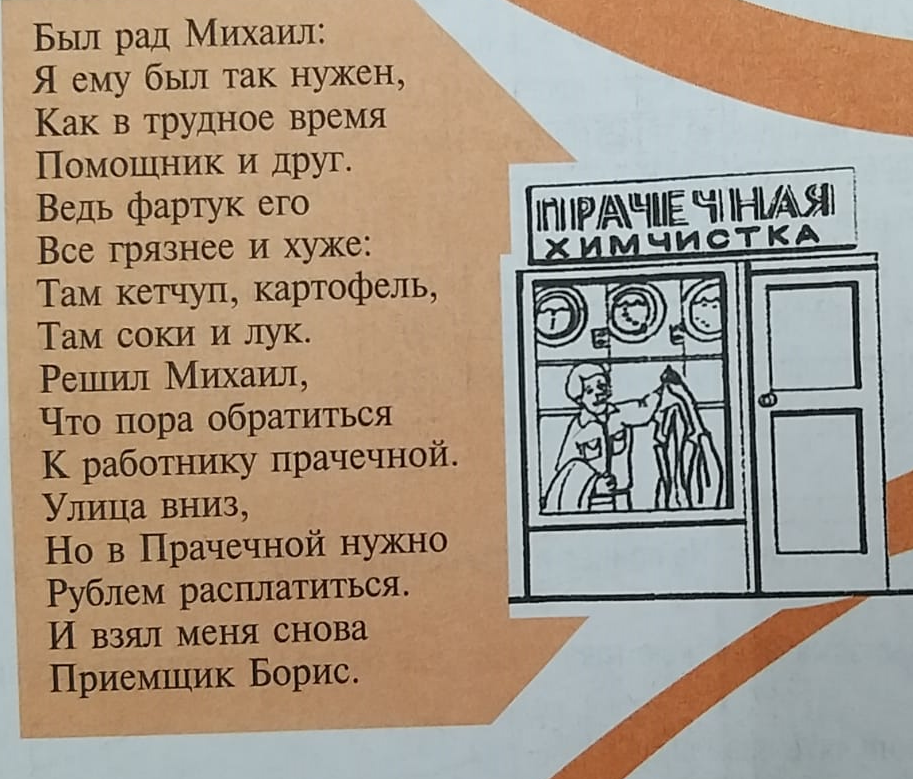 Был рад Михаил:
Я ему был так нужен,
Как в трудное время
Помощник и друг.
Ведь фартук его
Все грязнее и хуже:
Там кетчуп, картофель,
Там соки и лук.
Решил Михаил,
Что пора обратиться
К работнику прачечной.
Улица вниз,
Но в Прачечной нужно
Рублем расплатиться.
И взял меня снова
Приемщик Борис.
ПРАЧЕЧНАЯ
ХИМЧИСТКА